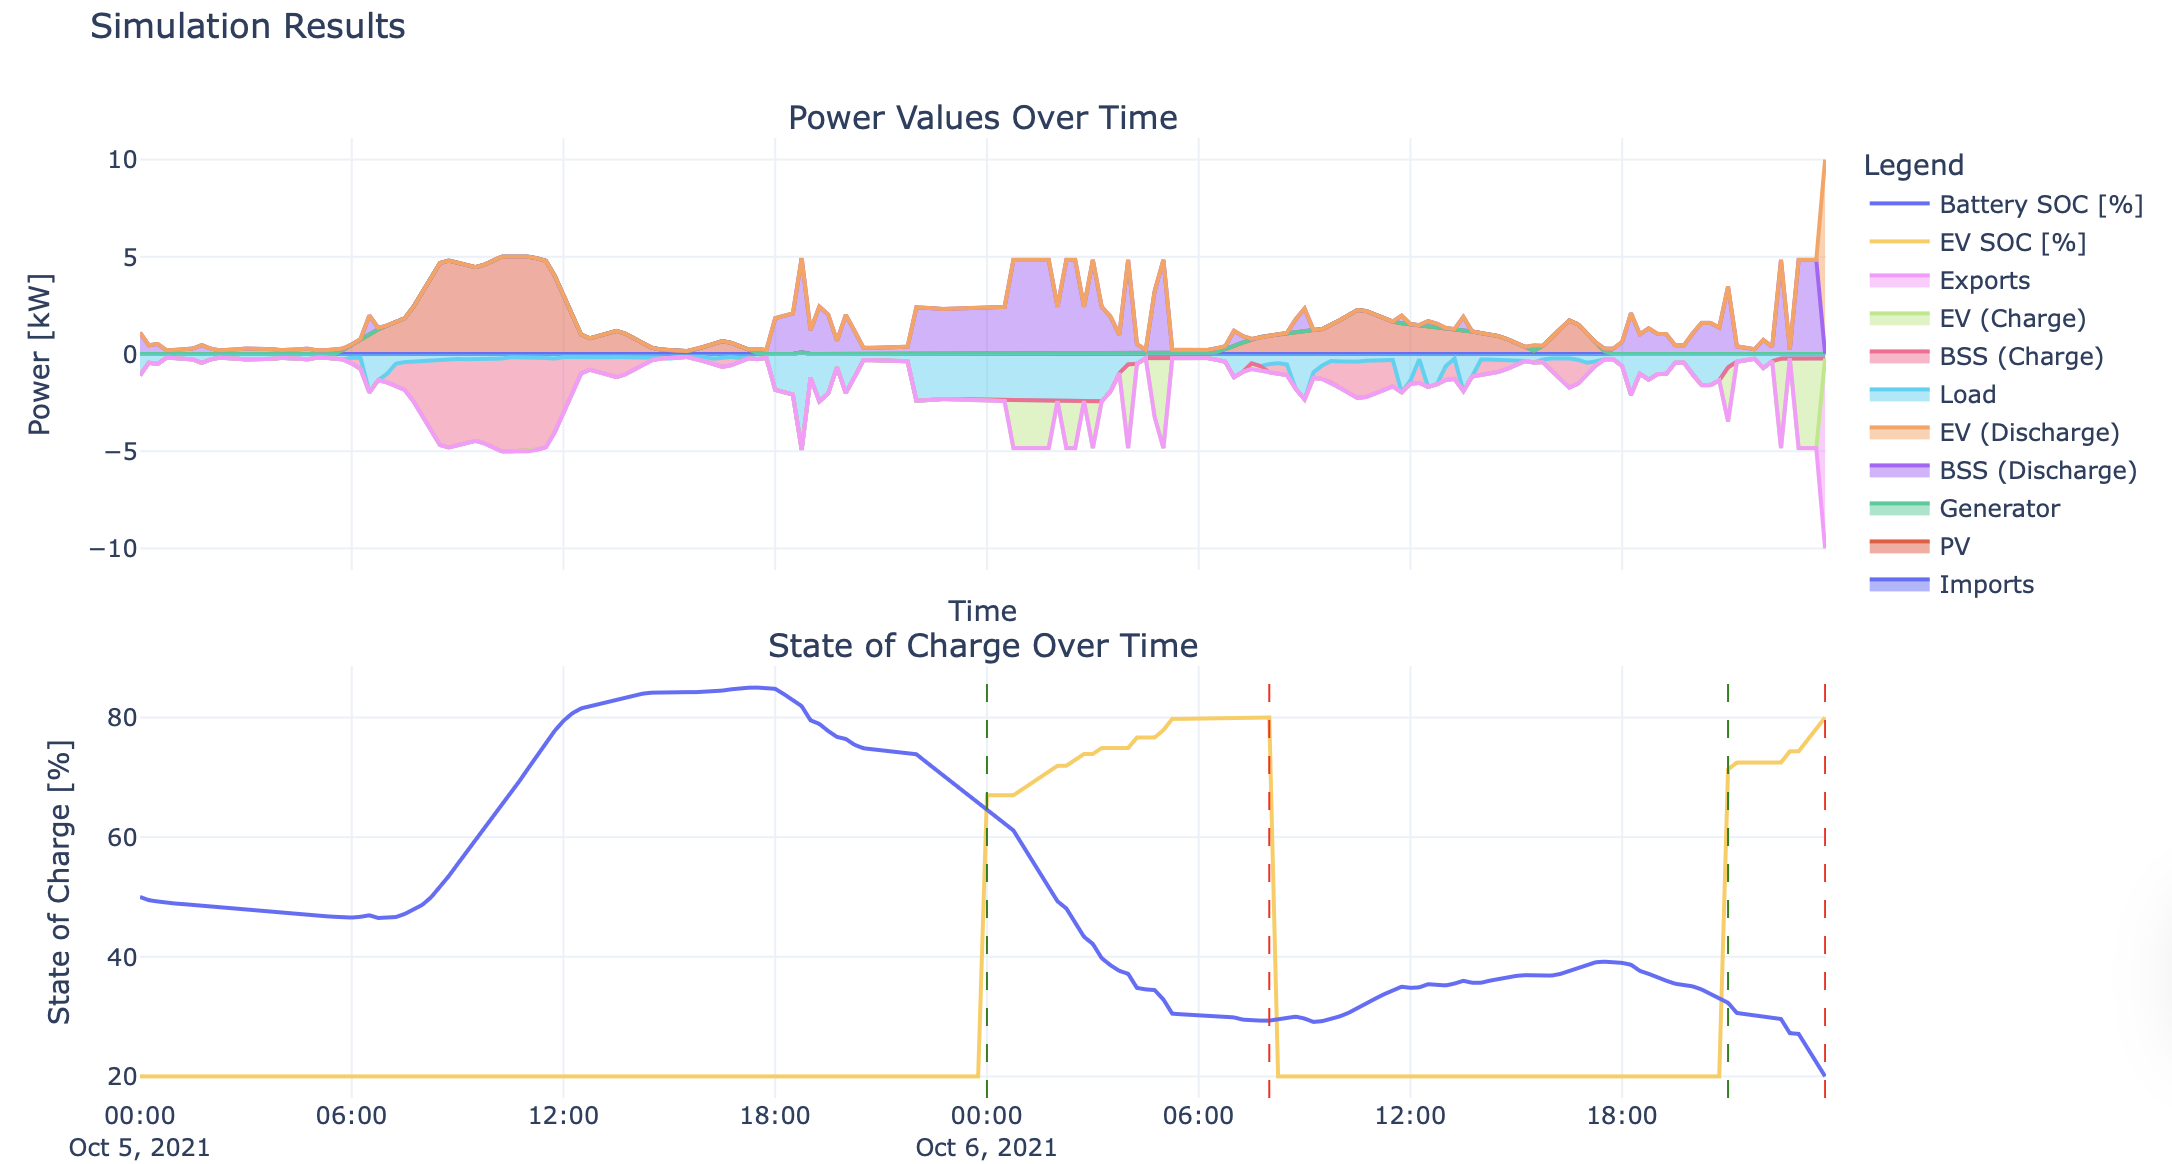 Simulation Results
Power Values Over Time
10
5
0
−5
−10
Power [kW]
Time
Legend
Battery SOC [%]
EV SOC [%]
Exports
EV (Charge)
BSS (Charge)
Load
EV (Discharge)
BSS (Discharge)
Generator
PV
Imports
State of Charge Over Time
80
60
40
20
State of Charge [%]
00:00 06:00 12:00 18:00 00:00 06:00 12:00 18:00
Oct 5, 2021 Oct 6, 2021